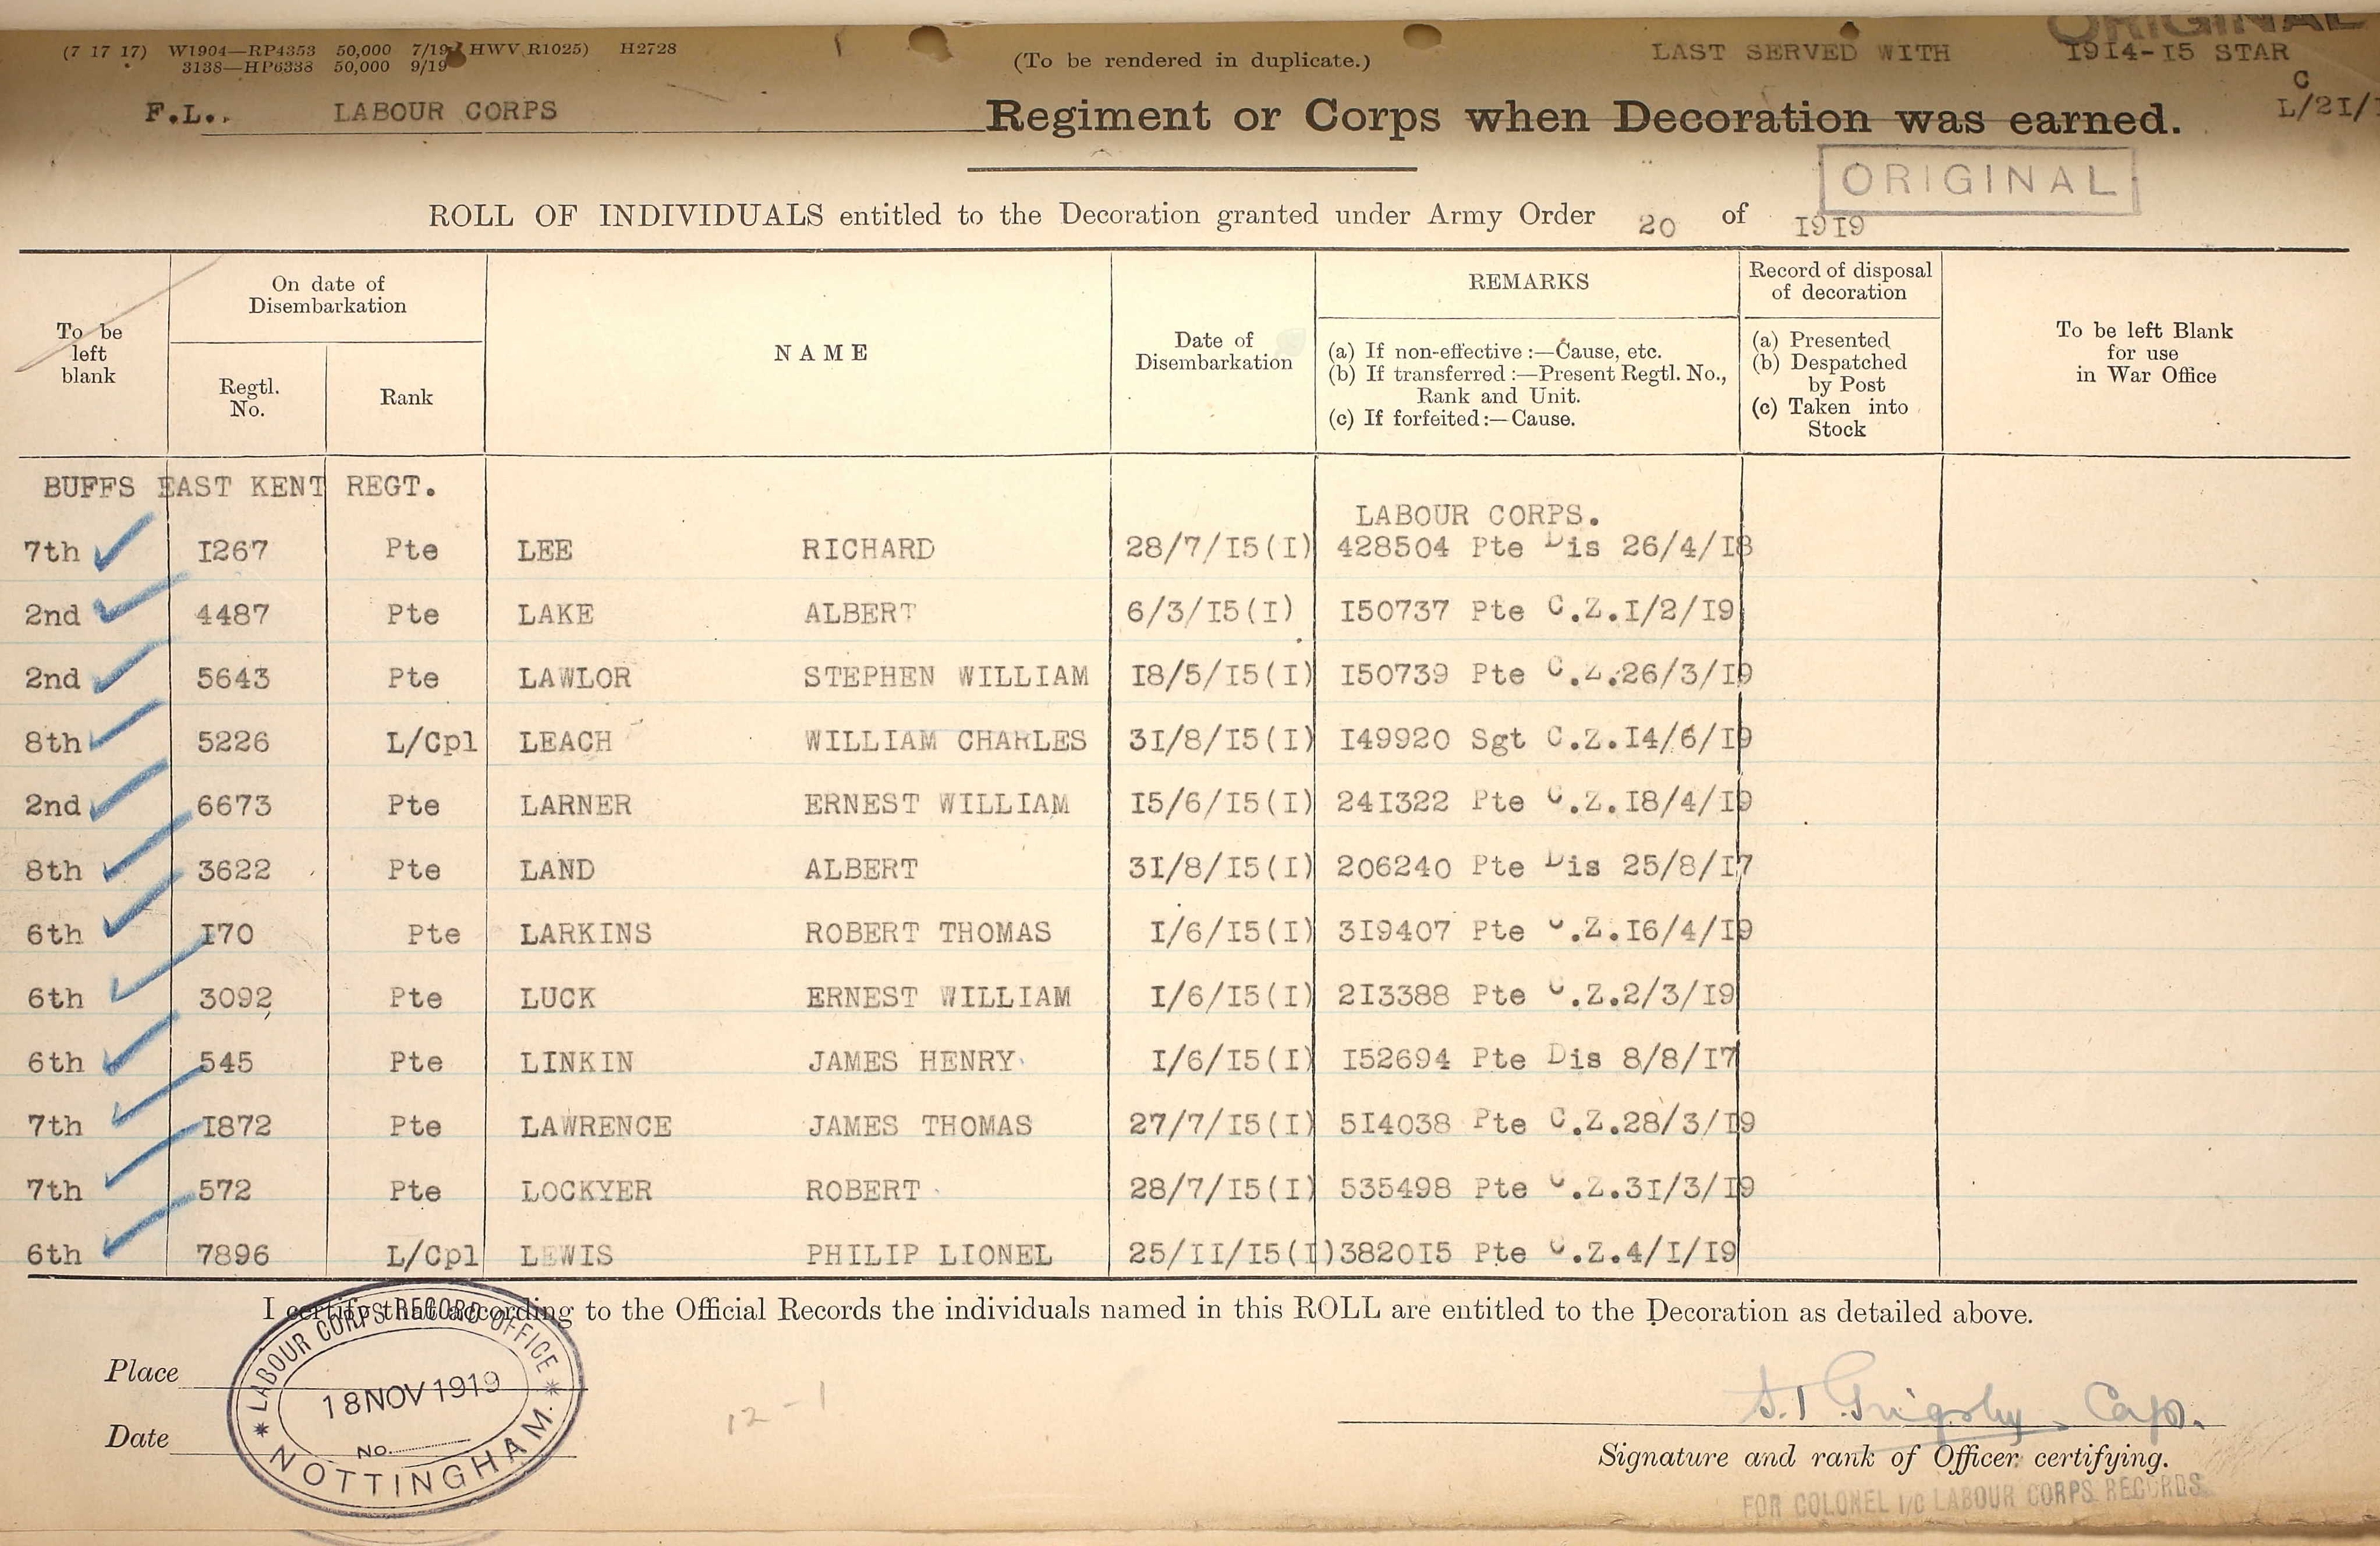 (7 17 17) W1904—RP4353 50,000 7/19 HWV R1025) H2728
3138—HP6338 50,000 9/19
(To be rendered in duplicate.)
LAST SERVED WITH
ORIGINAL
1914-15 STAR
C
L/21/
F.L.. LABOUR CORPS Regiment or Corps when Decoration was earned.
ORIGINAL
ROLL OF INDIVIDUALS entitled to the Decoration granted under Army Order 20 of 1919
To be left blank
On date of Disembarkation
Regtl. No.
Rank
NAME
Date of Disembarkation
REMARKS
(a) If non-effective :—Cause, etc.
(b) If transferred :—Present Regtl. No., Rank and Unit.
(c) If forfeited :—Cause.
Record of disposal of decoration
(a) Presented
(b) Despatched by Post
(c) Taken into Stock
To be left Blank for use in War Office
BUFFS EAST KENT REGT.
LABOUR CORPS.
7th 1267 Pte LEE RICHARD 28/7/15(I) 428504 Pte Dis 26/4/18
2nd 4487 Pte LAKE ALBERT 6/3/15(I) 150737 Pte C.Z.1/2/19
2nd 5643 Pte LAWLOR STEPHEN WILLIAM 18/5/15(I) 150739 Pte C.Z.26/3/19
8th 5226 L/Cpl LEACH WILLIAM CHARLES 31/8/15(I) 149920 Sgt C.Z.14/6/19
2nd 6673 Pte LARNER ERNEST WILLIAM 15/6/15(I) 241322 Pte C.Z.18/4/19
8th 3622 Pte LAND ALBERT 31/8/15(I) 206240 Pte Dis 25/8/17
6th 170 Pte LARKINS ROBERT THOMAS 1/6/15(I) 319407 Pte C.Z.16/4/19
6th 3092 Pte LUCK ERNEST WILLIAM 1/6/15(I) 213388 Pte C.Z.2/3/19
6th 545 Pte LINKIN JAMES HENRY 1/6/15(I) 152694 Pte Dis 8/8/17
7th 1872 Pte LAWRENCE JAMES THOMAS 27/7/15(I) 514038 Pte C.Z.28/3/19
7th 572 Pte LOCKYER ROBERT 28/7/15(I) 535498 Pte C.Z.31/3/19
6th 7896 L/Cpl LEWIS PHILIP LIONEL 25/11/15(I) 382015 Pte C.Z.4/1/19
I certify that according to the Official Records the individuals named in this ROLL are entitled to the Decoration as detailed above.
Place
Date
LABOUR CORPS RECORD OFFICE
18 NOV 1919
No.
NOTTINGHAM.
12-1
Grigsby Cap.
Signature and rank of Officer certifying.
FOR COLONEL I/C LABOUR CORPS RECORDS